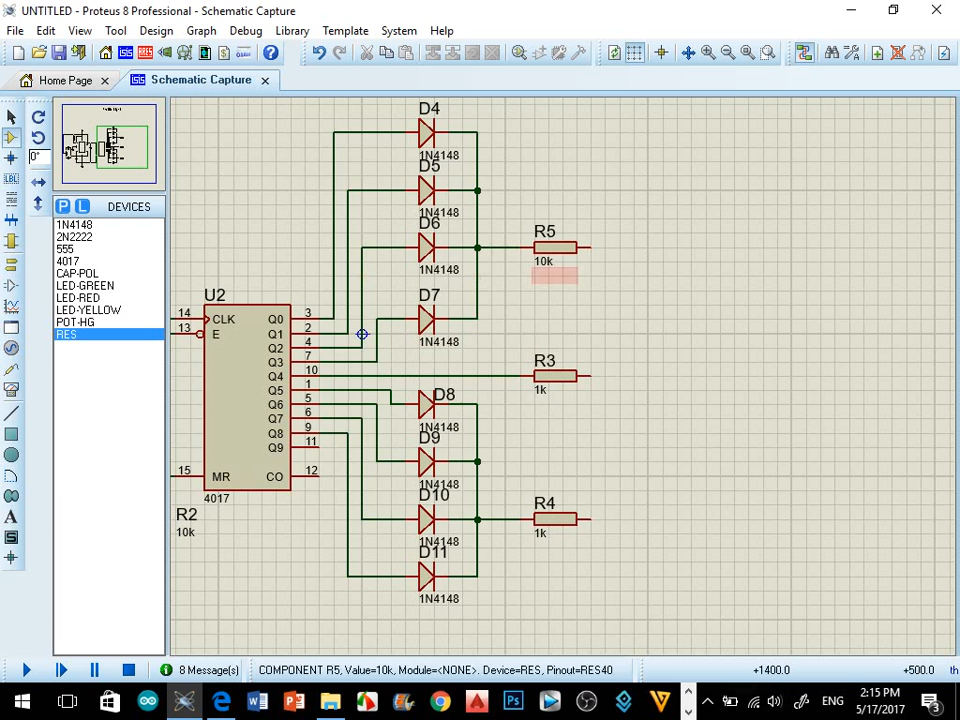 UNTITLED - Proteus 8 Professional - Schematic Capture
File Edit View Tool Design Graph Debug Library Template System Help
Home Page
Schematic Capture
0°
LBL
P L DEVICES
1N4148
2N2222
555
4017
CAP-POL
LED-GREEN
LED-RED
LED-YELLOW
POT-HG
RES
A
S
D4
1N4148
D5
1N4148
D6
1N4148
R5
10k
D7
1N4148
U2
14 CLK
13 E
15 MR
Q0 3
Q1 2
Q2 4
Q3 7
Q4 10
Q5 1
Q6 5
Q7 6
Q8 9
Q9 11
CO 12
4017
R2
10k
R3
1k
D8
1N4148
D9
1N4148
D10
1N4148
R4
1k
D11
1N4148
8 Message(s)
COMPONENT R5, Value=10k, Module=<NONE>. Device=RES, Pinout=RES40
+1400.0
+500.0
th
ENG
2:15 PM
5/17/2017
3